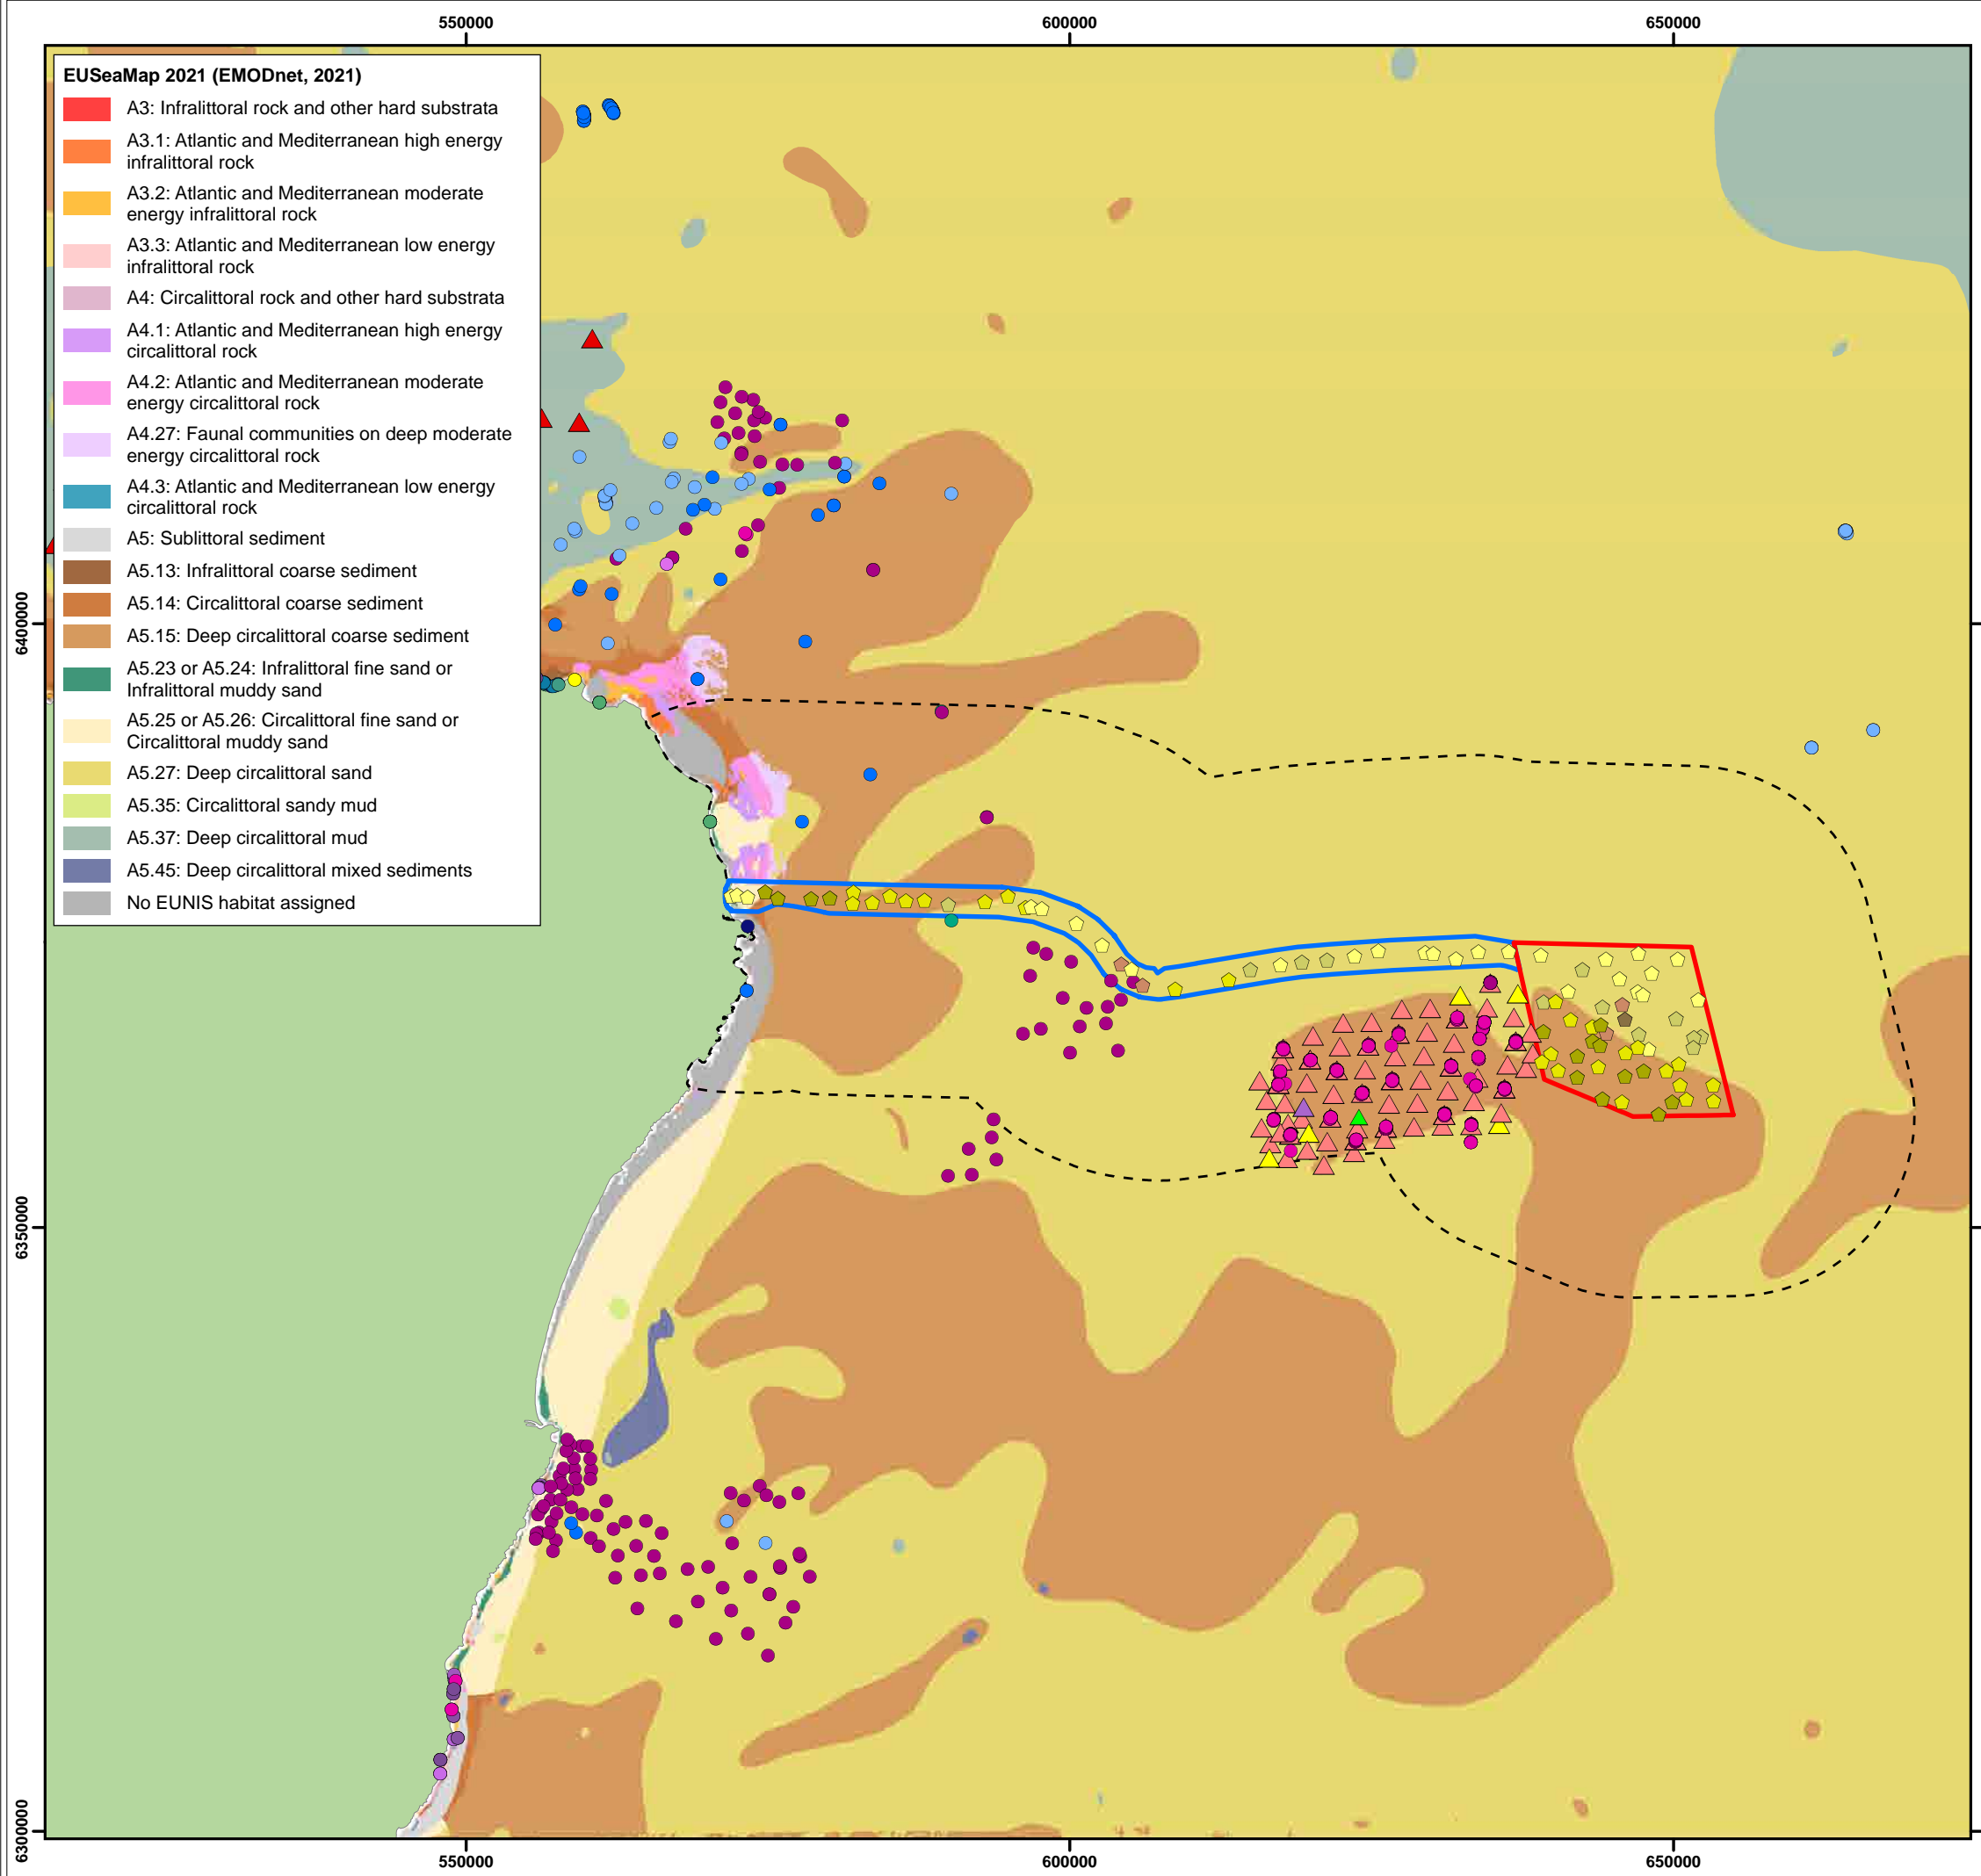 550000
600000
650000
EUSeaMap 2021 (EMODnet, 2021)
A3: Infralittoral rock and other hard substrata
A3.1: Atlantic and Mediterranean high energy
infralittoral rock
A3.2: Atlantic and Mediterranean moderate
energy infralittoral rock
A3.3: Atlantic and Mediterranean low energy
infralittoral rock
A4: Circalittoral rock and other hard substrata
A4.1: Atlantic and Mediterranean high energy
circalittoral rock
A4.2: Atlantic and Mediterranean moderate
energy circalittoral rock
A4.27: Faunal communities on deep moderate
energy circalittoral rock
A4.3: Atlantic and Mediterranean low energy
circalittoral rock
A5: Sublittoral sediment
A5.13: Infralittoral coarse sediment
A5.14: Circalittoral coarse sediment
A5.15: Deep circalittoral coarse sediment
A5.23 or A5.24: Infralittoral fine sand or
Infralittoral muddy sand
A5.25 or A5.26: Circalittoral fine sand or
Circalittoral muddy sand
A5.27: Deep circalittoral sand
A5.35: Circalittoral sandy mud
A5.37: Deep circalittoral mud
A5.45: Deep circalittoral mixed sediments
No EUNIS habitat assigned
6400000
6350000
6300000
550000
600000
650000